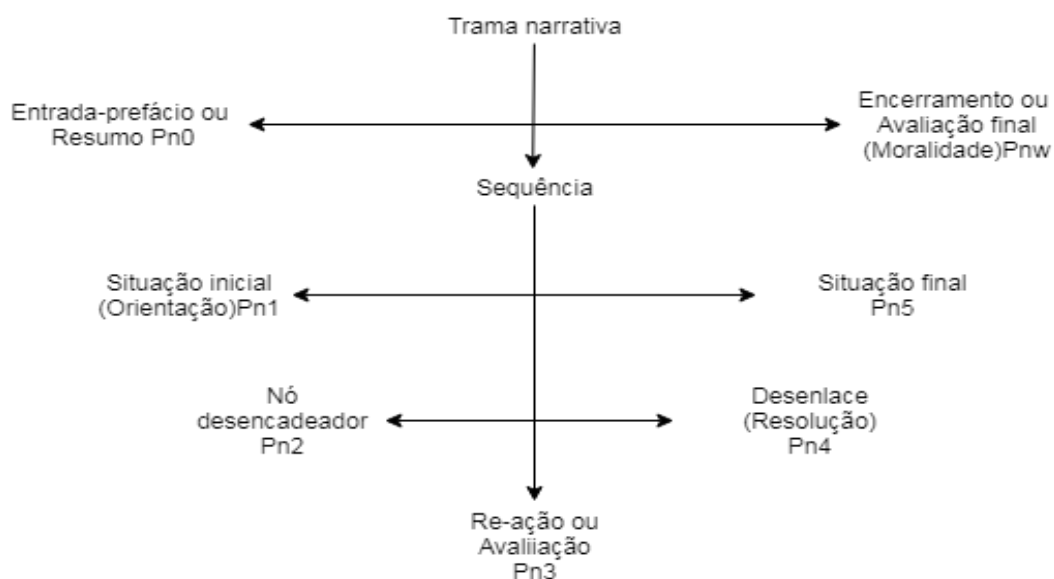 Trama narrativa
Entrada-prefácio ou
Resumo Pn0
Encerramento ou
Avaliação final
(Moralidade)Pnw
Sequência
Situação inicial
(Orientação)Pn1
Situação final
Pn5
Nó
desencadeador
Pn2
Desenlace
(Resolução)
Pn4
Re-ação ou
Avaliiação
Pn3